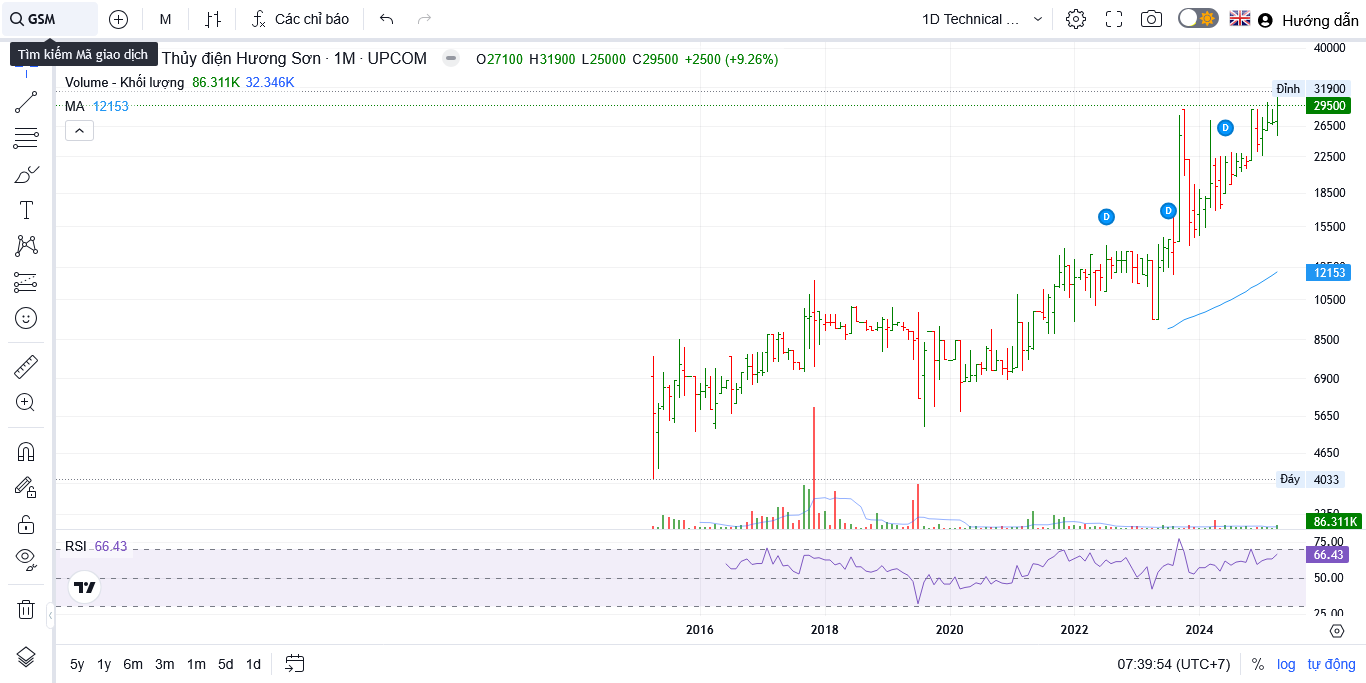 GSM
M
Các chỉ báo
1D Technical ...
Hướng dẫn
Tìm kiếm Mã giao dịch
Thủy điện Hương Sơn · 1M · UPCOM
O27100 H31900 L25000 C29500 +2500 (+9.26%)
Volume - Khối lượng 86.311K 32.346K
MA 12153
40000
Đỉnh 31900
29500
26500
D
22500
18500
D
D
15500
12153
10500
8500
6900
5650
4650
Đáy 4033
86.311K
RSI 66.43
75.00
66.43
50.00
25.00
2016 2018 2020 2022 2024
5y 1y 6m 3m 1m 5d 1d
07:39:54 (UTC+7)
% log tự động